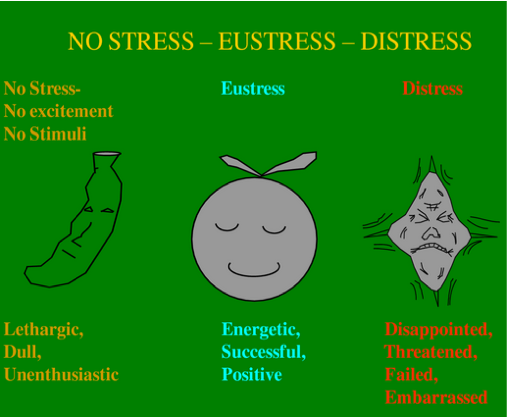 NO STRESS – EUSTRESS – DISTRESS
No Stress-
No excitement
No Stimuli
Eustress
Distress
Lethargic,
Dull,
Unenthusiastic
Energetic,
Successful,
Positive
Disappointed,
Threatened,
Failed,
Embarrassed